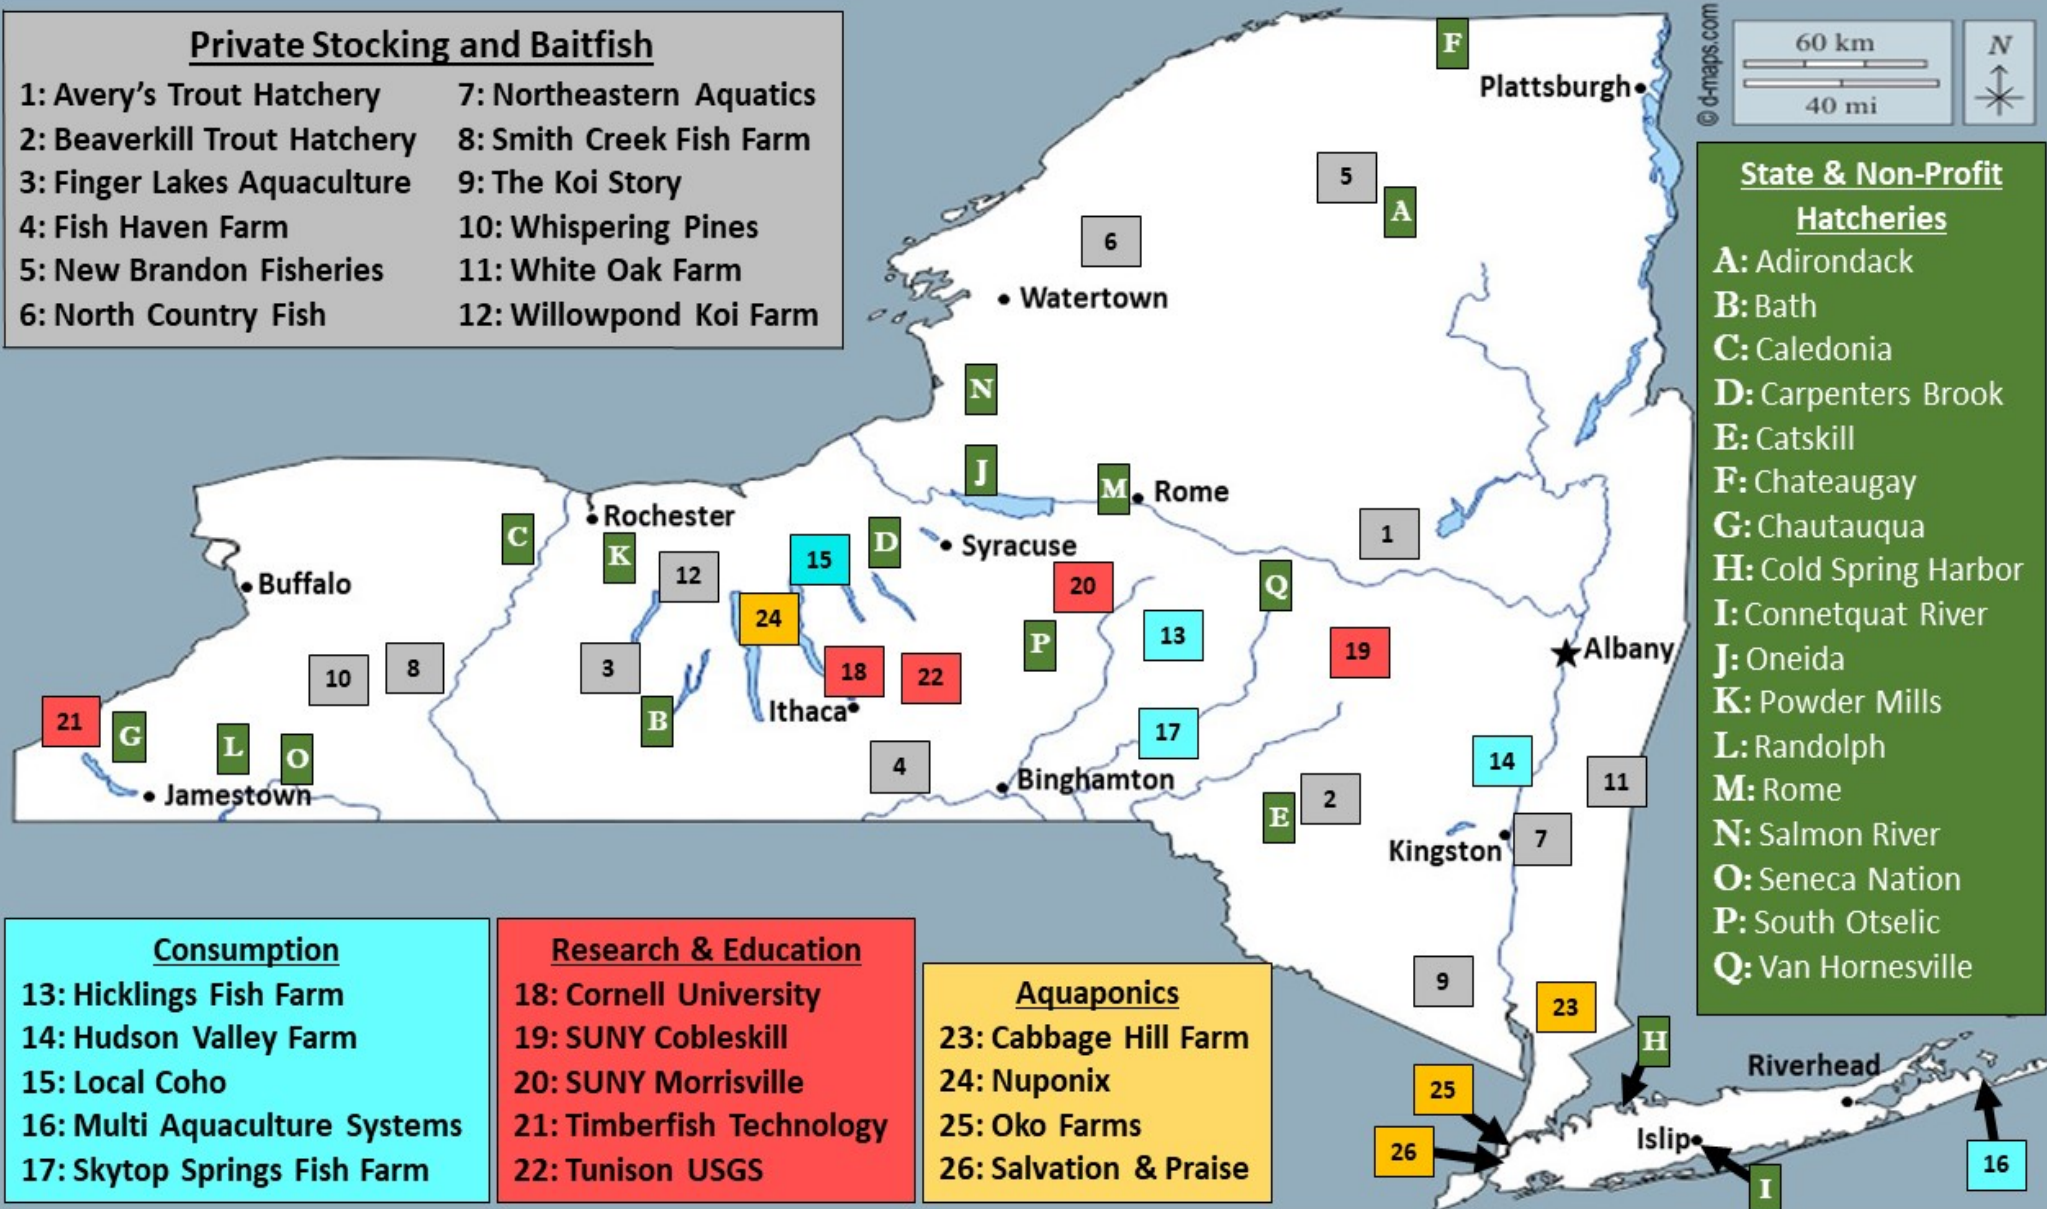 Private Stocking and Baitfish
1: Avery's Trout Hatchery
2: Beaverkill Trout Hatchery
3: Finger Lakes Aquaculture
4: Fish Haven Farm
5: New Brandon Fisheries
6: North Country Fish
7: Northeastern Aquatics
8: Smith Creek Fish Farm
9: The Koi Story
10: Whispering Pines
11: White Oak Farm
12: Willowpond Koi Farm
© d-maps.com
60 km
40 mi
N
State & Non-Profit
Hatcheries
A: Adirondack
B: Bath
C: Caledonia
D: Carpenters Brook
E: Catskill
F: Chateaugay
G: Chautauqua
H: Cold Spring Harbor
I: Connetquat River
J: Oneida
K: Powder Mills
L: Randolph
M: Rome
N: Salmon River
O: Seneca Nation
P: South Otselic
Q: Van Hornesville
F
Plattsburgh
5
A
6
Watertown
N
J
M
Rome
Rochester
C
K
12
15
D
Syracuse
1
Buffalo
24
20
Q
13
P
19
Albany
10
8
3
18
22
21
G
L
O
B
Ithaca
17
4
14
11
Jamestown
Binghamton
E
2
Kingston
7
9
23
H
Riverhead
25
26
Islip
I
16
Consumption
13: Hicklings Fish Farm
14: Hudson Valley Farm
15: Local Coho
16: Multi Aquaculture Systems
17: Skytop Springs Fish Farm
Research & Education
18: Cornell University
19: SUNY Cobleskill
20: SUNY Morrisville
21: Timberfish Technology
22: Tunison USGS
Aquaponics
23: Cabbage Hill Farm
24: Nuponix
25: Oko Farms
26: Salvation & Praise